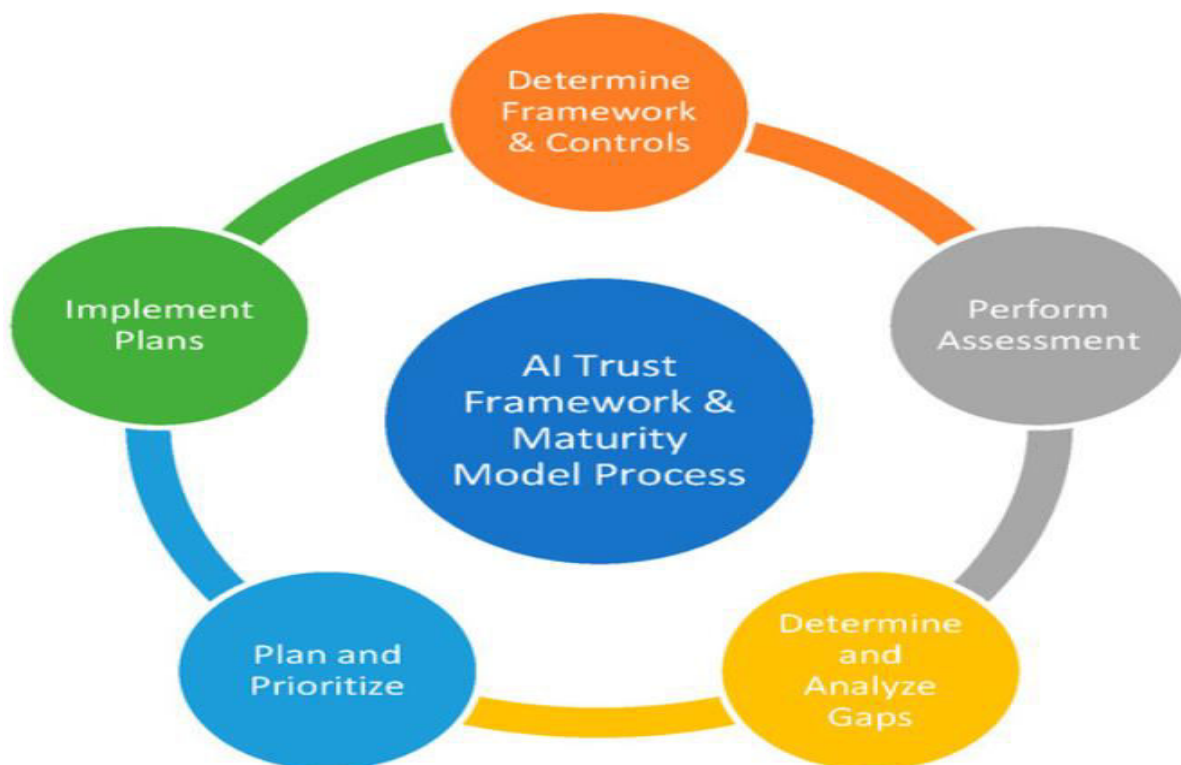 Determine
Framework
& Controls
Perform
Assessment
Determine
and
Analyze
Gaps
Plan and
Prioritize
Implement
Plans
AI Trust
Framework &
Maturity
Model Process